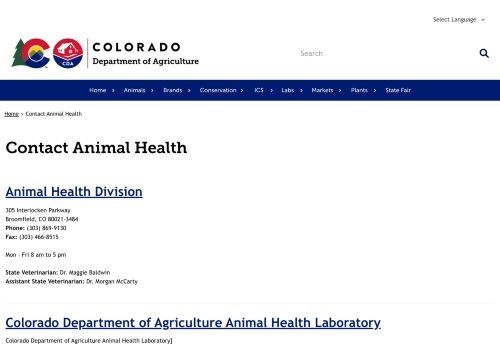 Select Language
COLORADO
Department of Agriculture
CDA
Search
Home Animals Brands Conservation ICS Labs Markets Plants State Fair
Home › Contact Animal Health
Contact Animal Health
Animal Health Division
305 Interlocken Parkway
Broomfield, CO 80021-3484
Phone: (303) 869-9130
Fax: (303) 466-8515
Mon - Fri 8 am to 5 pm
State Veterinarian: Dr. Maggie Baldwin
Assistant State Veterinarian: Dr. Morgan McCarty
Colorado Department of Agriculture Animal Health Laboratory
Colorado Department of Agriculture Animal Health Laboratory]